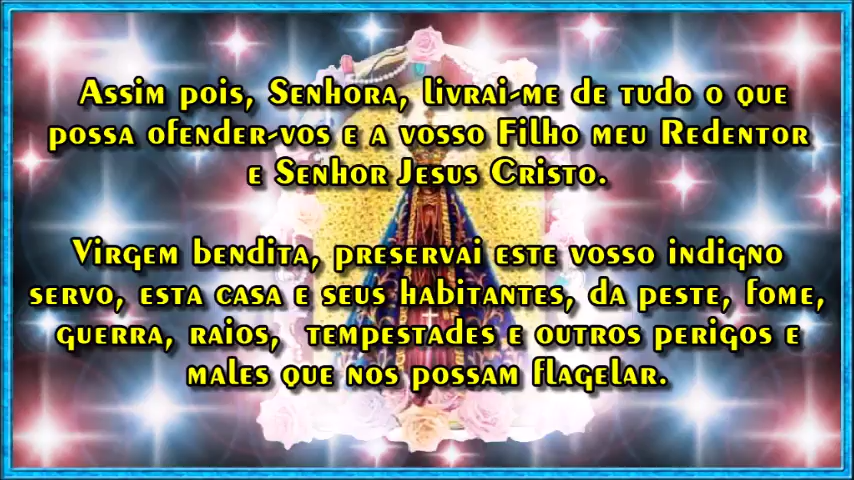 Assim pois, Senhora, livrai-me de tudo o que
possa ofender-vos e a vosso Filho meu Redentor
e Senhor Jesus Cristo.
Virgem bendita, preservai este vosso indigno
servo, esta casa e seus habitantes, da peste, fome,
guerra, raios, tempestades e outros perigos e
males que nos possam flagelar.